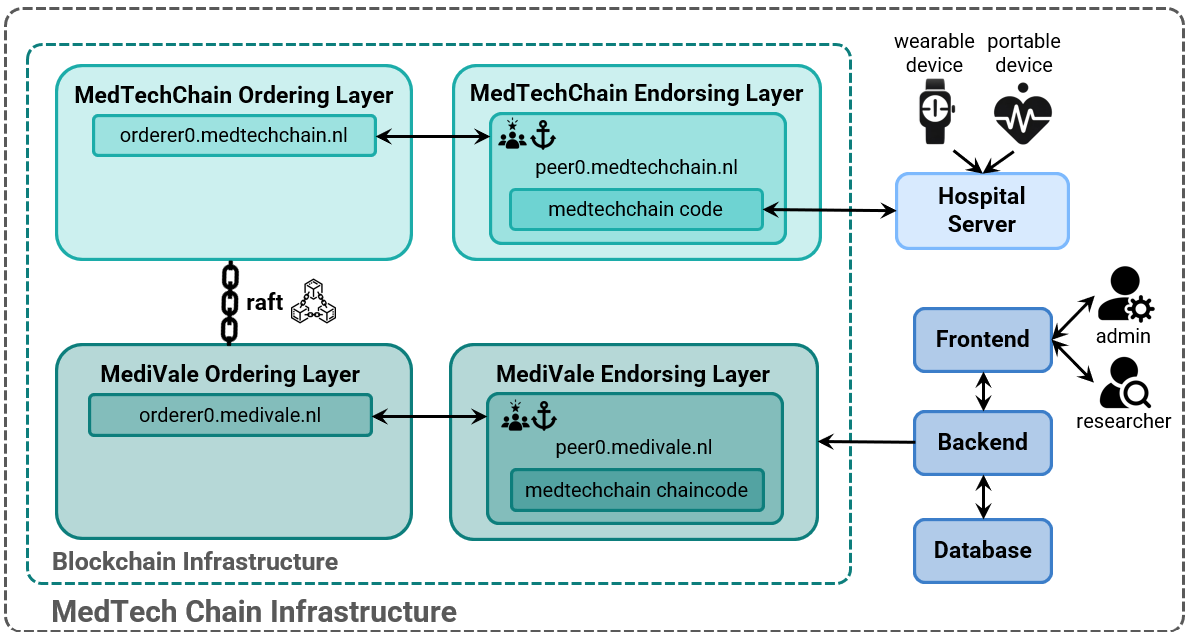 MedTechChain Ordering Layer
orderer0.medtechchain.nl
MedTechChain Endorsing Layer
peer0.medtechchain.nl
medtechchain code
wearable
device
portable
device
Hospital
Server
raft
MediVale Ordering Layer
orderer0.medivale.nl
MediVale Endorsing Layer
peer0.medivale.nl
medtechchain chaincode
Frontend
admin
researcher
Backend
Database
Blockchain Infrastructure
MedTech Chain Infrastructure